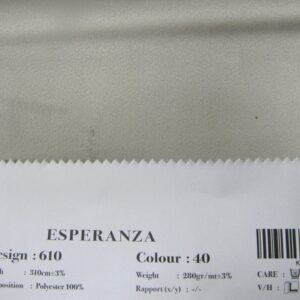 ESPERANZA
esign : 610 Colour : 40
h : 310cm±3% Weight : 280gr/mt±3% CARE :
position : Polyester 100% Rapport (x/y) : -/- V/H :